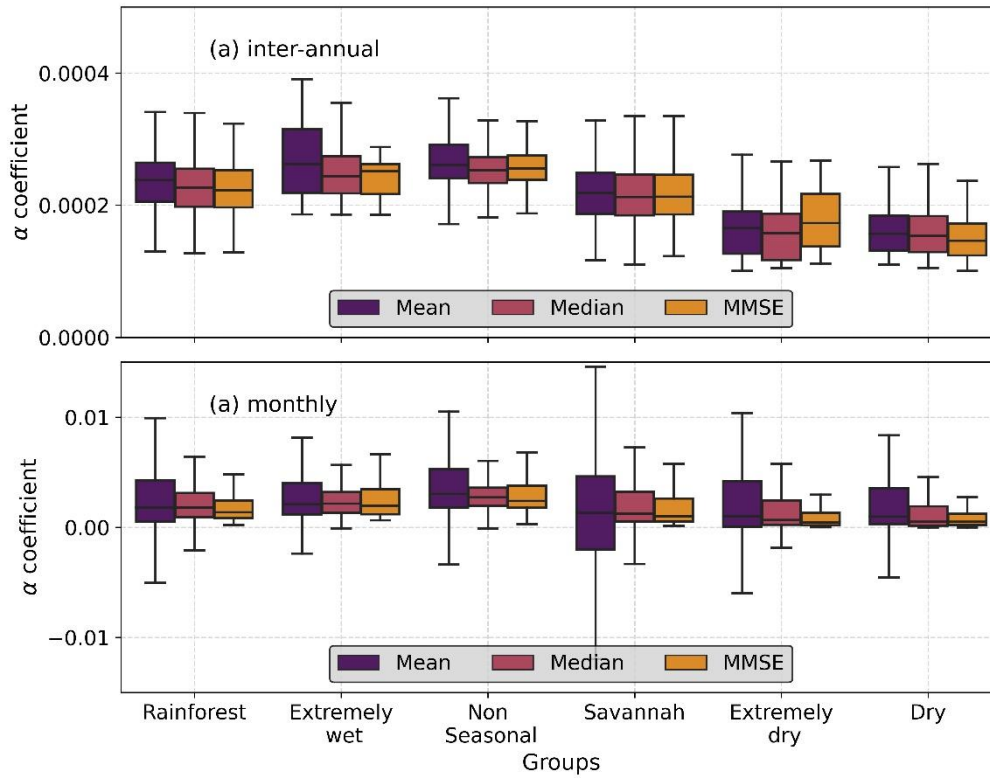 (a) inter-annual
0.0004
0.0002
0.0000
α coefficient
Mean Median MMSE
(a) monthly
0.01
0.00
−0.01
α coefficient
Mean Median MMSE
Rainforest Extremely Non Savannah Extremely Dry
wet Seasonal dry
Groups